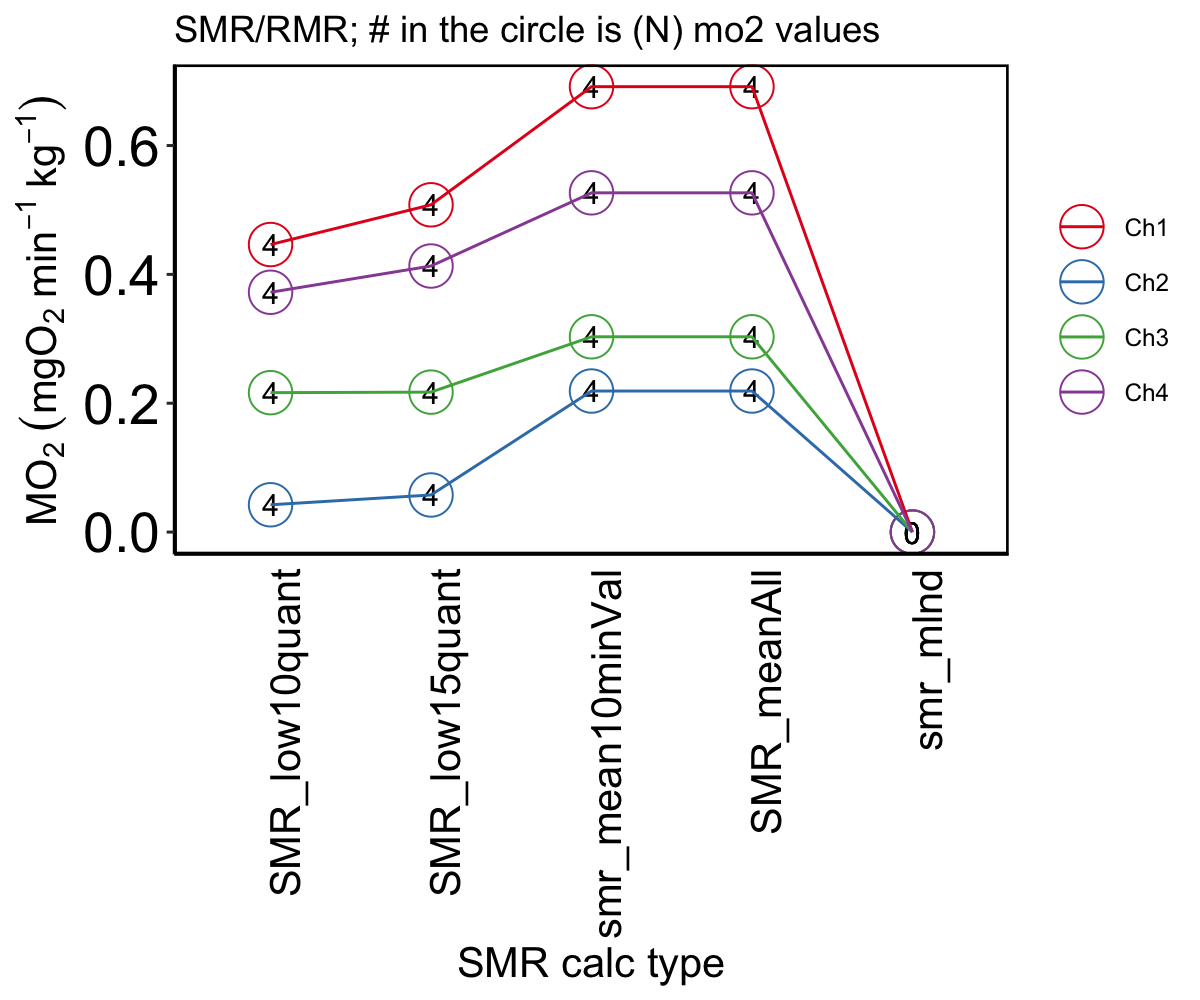 SMR/RMR; # in the circle is (N) mo2 values
MO₂ (mgO₂ min⁻¹ kg⁻¹)
0.6
0.4
0.2
0.0
4 4 4 4
4 4 4 4
4 4 4 4
4 4 4 4
0
Ch1
Ch2
Ch3
Ch4
SMR_low10quant
SMR_low15quant
smr_mean10minVal
SMR_meanAll
smr_mlnd
SMR calc type